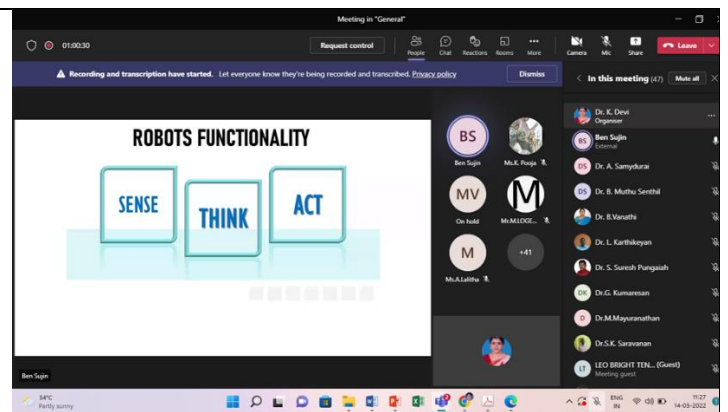 Meeting in "General"
01:00:30
Request control
People
Chat
Reactions
Rooms
More
Camera
Mic
Share
Leave
Recording and transcription have started. Let everyone know they're being recorded and transcribed. Privacy policy
Dismiss
In this meeting (47)
Mute all
ROBOTS FUNCTIONALITY
SENSE
THINK
ACT
Ben Sujin
BS
Ben Sujin
Ms.K. Pooja
MV
On hold
M
Mr.M.LOGE...
M
Ms.A.Lalitha
+41
Dr. K. Devi
Organiser
BS
Ben Sujin
External
DS
Dr. A. Samydurai
DS
Dr. B. Muthu Senthil
Dr. B.Vanathi
Dr. L. Karthikeyan
Dr. S. Suresh Pungaiah
DK
Dr.G. Kumaresan
D
Dr.M.Mayuranathan
Dr.S.K. Saravanan
LT
LEO BRIGHT TEN... (Guest)
Meeting guest
34°C
Partly sunny
ENG
IN
11:27
14-05-2022